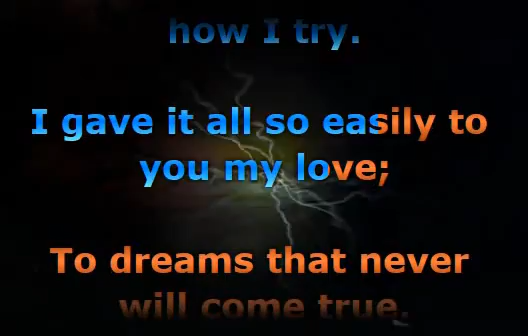 how I try.
I gave it all so easily to
you my love;
To dreams that never
will come true.